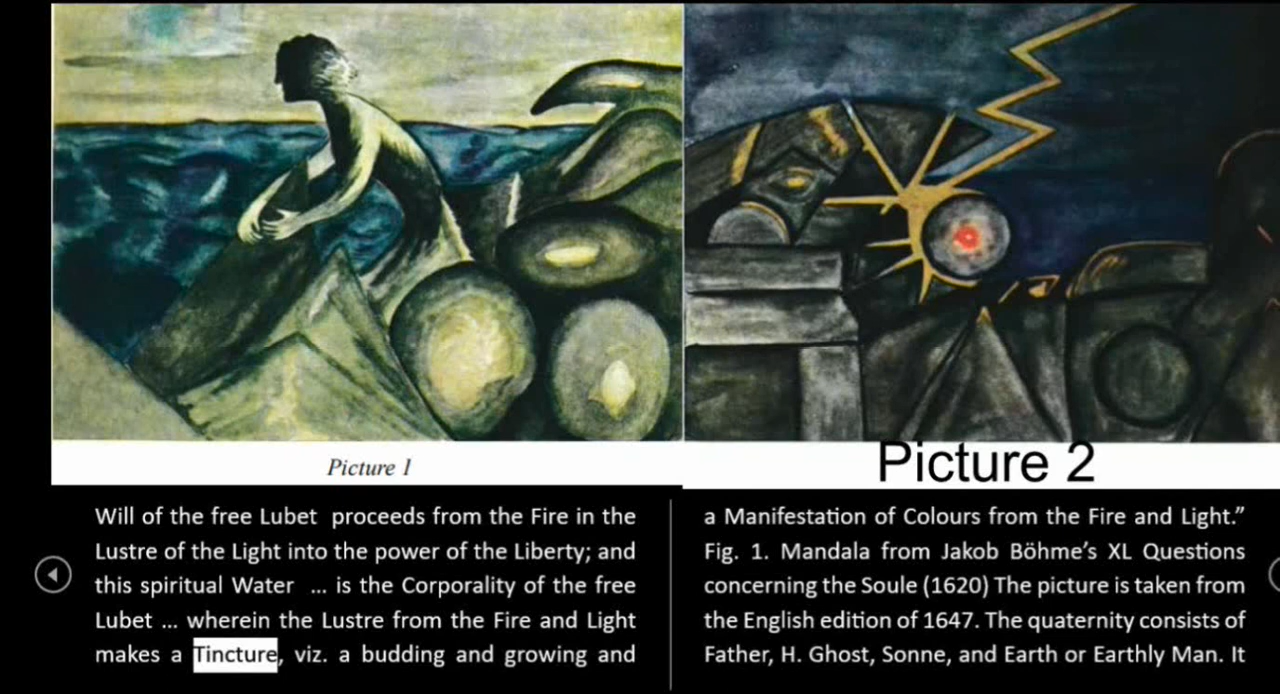 Picture 1
Picture 2
Will of the free Lubet proceeds from the Fire in the
Lustre of the Light into the power of the Liberty; and
this spiritual Water ... is the Corporality of the free
Lubet ... wherein the Lustre from the Fire and Light
makes a Tincture, viz. a budding and growing and
a Manifestation of Colours from the Fire and Light.”
Fig. 1. Mandala from Jakob Böhme’s XL Questions
concerning the Soule (1620) The picture is taken from
the English edition of 1647. The quaternity consists of
Father, H. Ghost, Sonne, and Earth or Earthly Man. It